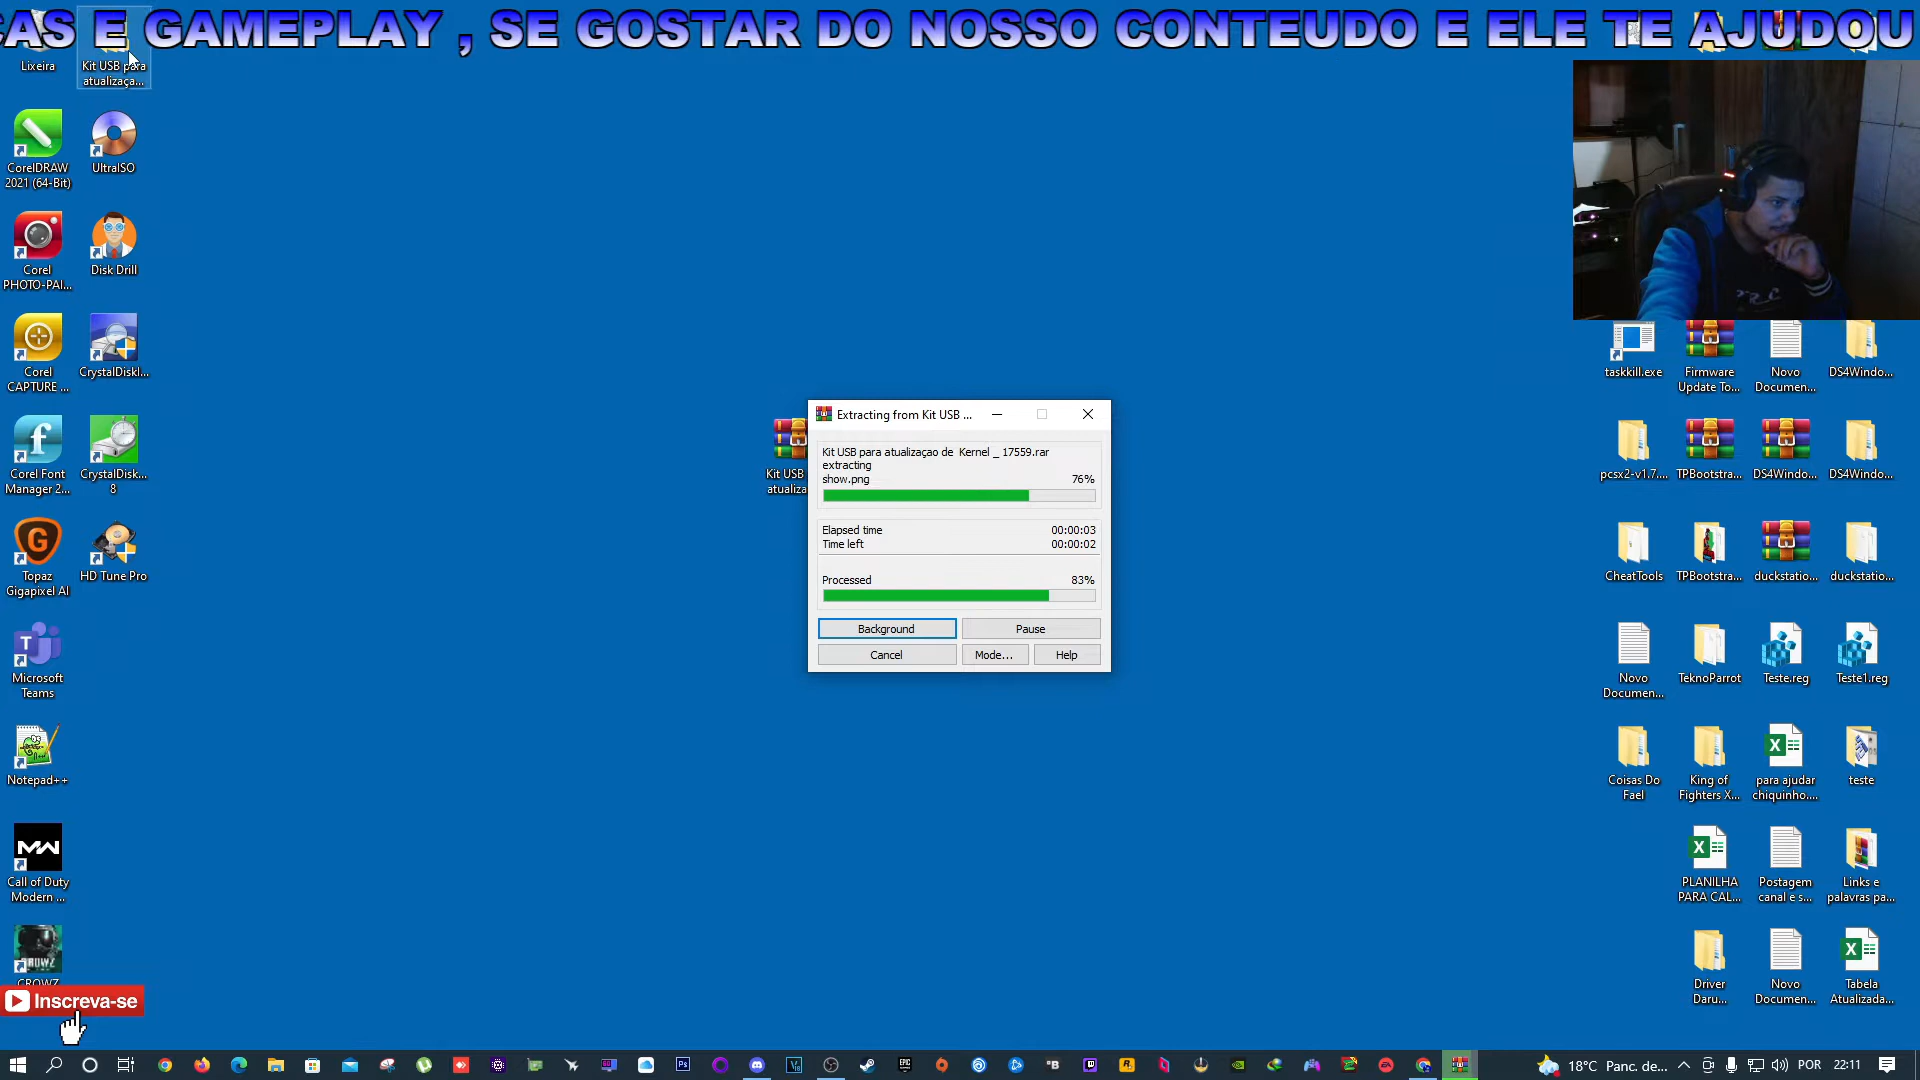 CAS E GAMEPLAY , SE GOSTAR DO NOSSO CONTEUDO E ELE TE AJUDOU
Lixeira
Kit USB para
atualizaça...
CorelDRAW
2021 (64-Bit)
UltraISO
Corel
PHOTO-PAI...
Disk Drill
Corel
CAPTURE ...
CrystalDiskI...
Corel Font
Manager 2...
CrystalDisk...
8
Topaz
Gigapixel AI
HD Tune Pro
Microsoft
Teams
Notepad++
Call of Duty
Modern ...
CROWZ
Inscreva-se
Kit USB
atualiza
Extracting from Kit USB ...
Kit USB para atualizaçao de Kernel _ 17559.rar
extracting
show.png 76%
Elapsed time 00:00:03
Time left 00:00:02
Processed 83%
Background Pause
Cancel Mode... Help
taskkill.exe
Firmware
Update To...
Novo
Documen...
DS4Windo...
pcsx2-v1.7....
TPBootstra...
DS4Windo...
DS4Windo...
CheatTools
TPBootstra...
duckstatio...
duckstatio...
Novo
Documen...
TeknoParrot
Teste.reg
Teste1.reg
Coisas Do
Fael
King of
Fighters X...
para ajudar
chiquinho....
teste
PLANILHA
PARA CAL...
Postagem
canal e s...
Links e
palavras pa...
Driver
Daru...
Novo
Documen...
Tabela
Atualizada...
18°C Panc. de... POR 22:11